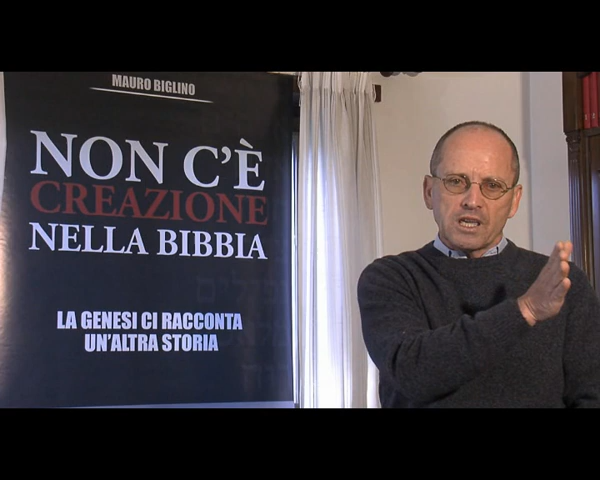 MAURO BIGLINO
NON C'È
CREAZIONE
NELLA BIBBIA
LA GENESI CI RACCONTA
UN'ALTRA STORIA